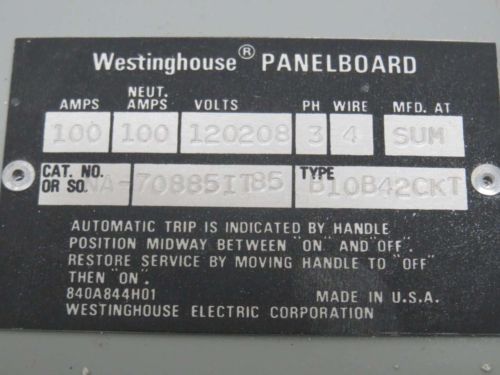 Westinghouse® PANELBOARD
AMPS NEUT. AMPS VOLTS PH WIRE MFD. AT
100 100 120208 3 4 SUM
CAT. NO. OR SO. NA-70885IT85 TYPE B10B42CKT
AUTOMATIC TRIP IS INDICATED BY HANDLE
POSITION MIDWAY BETWEEN "ON" AND "OFF".
RESTORE SERVICE BY MOVING HANDLE TO "OFF"
THEN "ON".
840A844H01 MADE IN U.S.A.
WESTINGHOUSE ELECTRIC CORPORATION